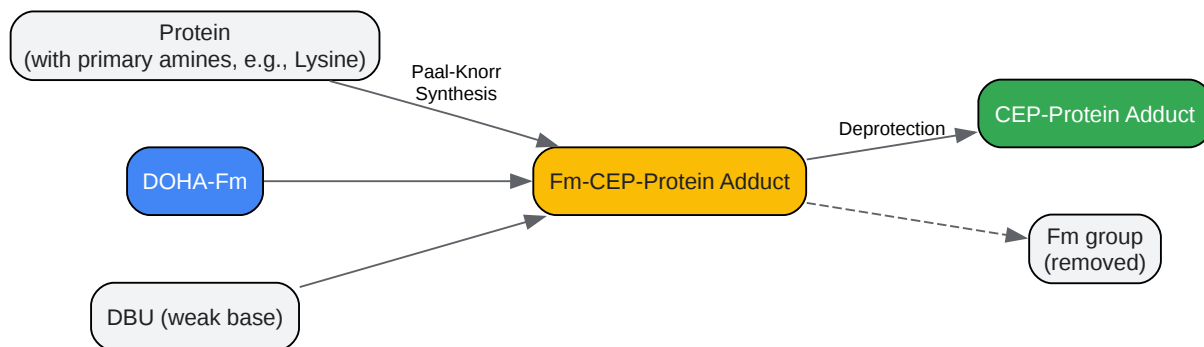 Protein
(with primary amines, e.g., Lysine)
Paal-Knorr
Synthesis
DOHA-Fm
DBU (weak base)
Fm-CEP-Protein Adduct
Deprotection
CEP-Protein Adduct
Fm group
(removed)